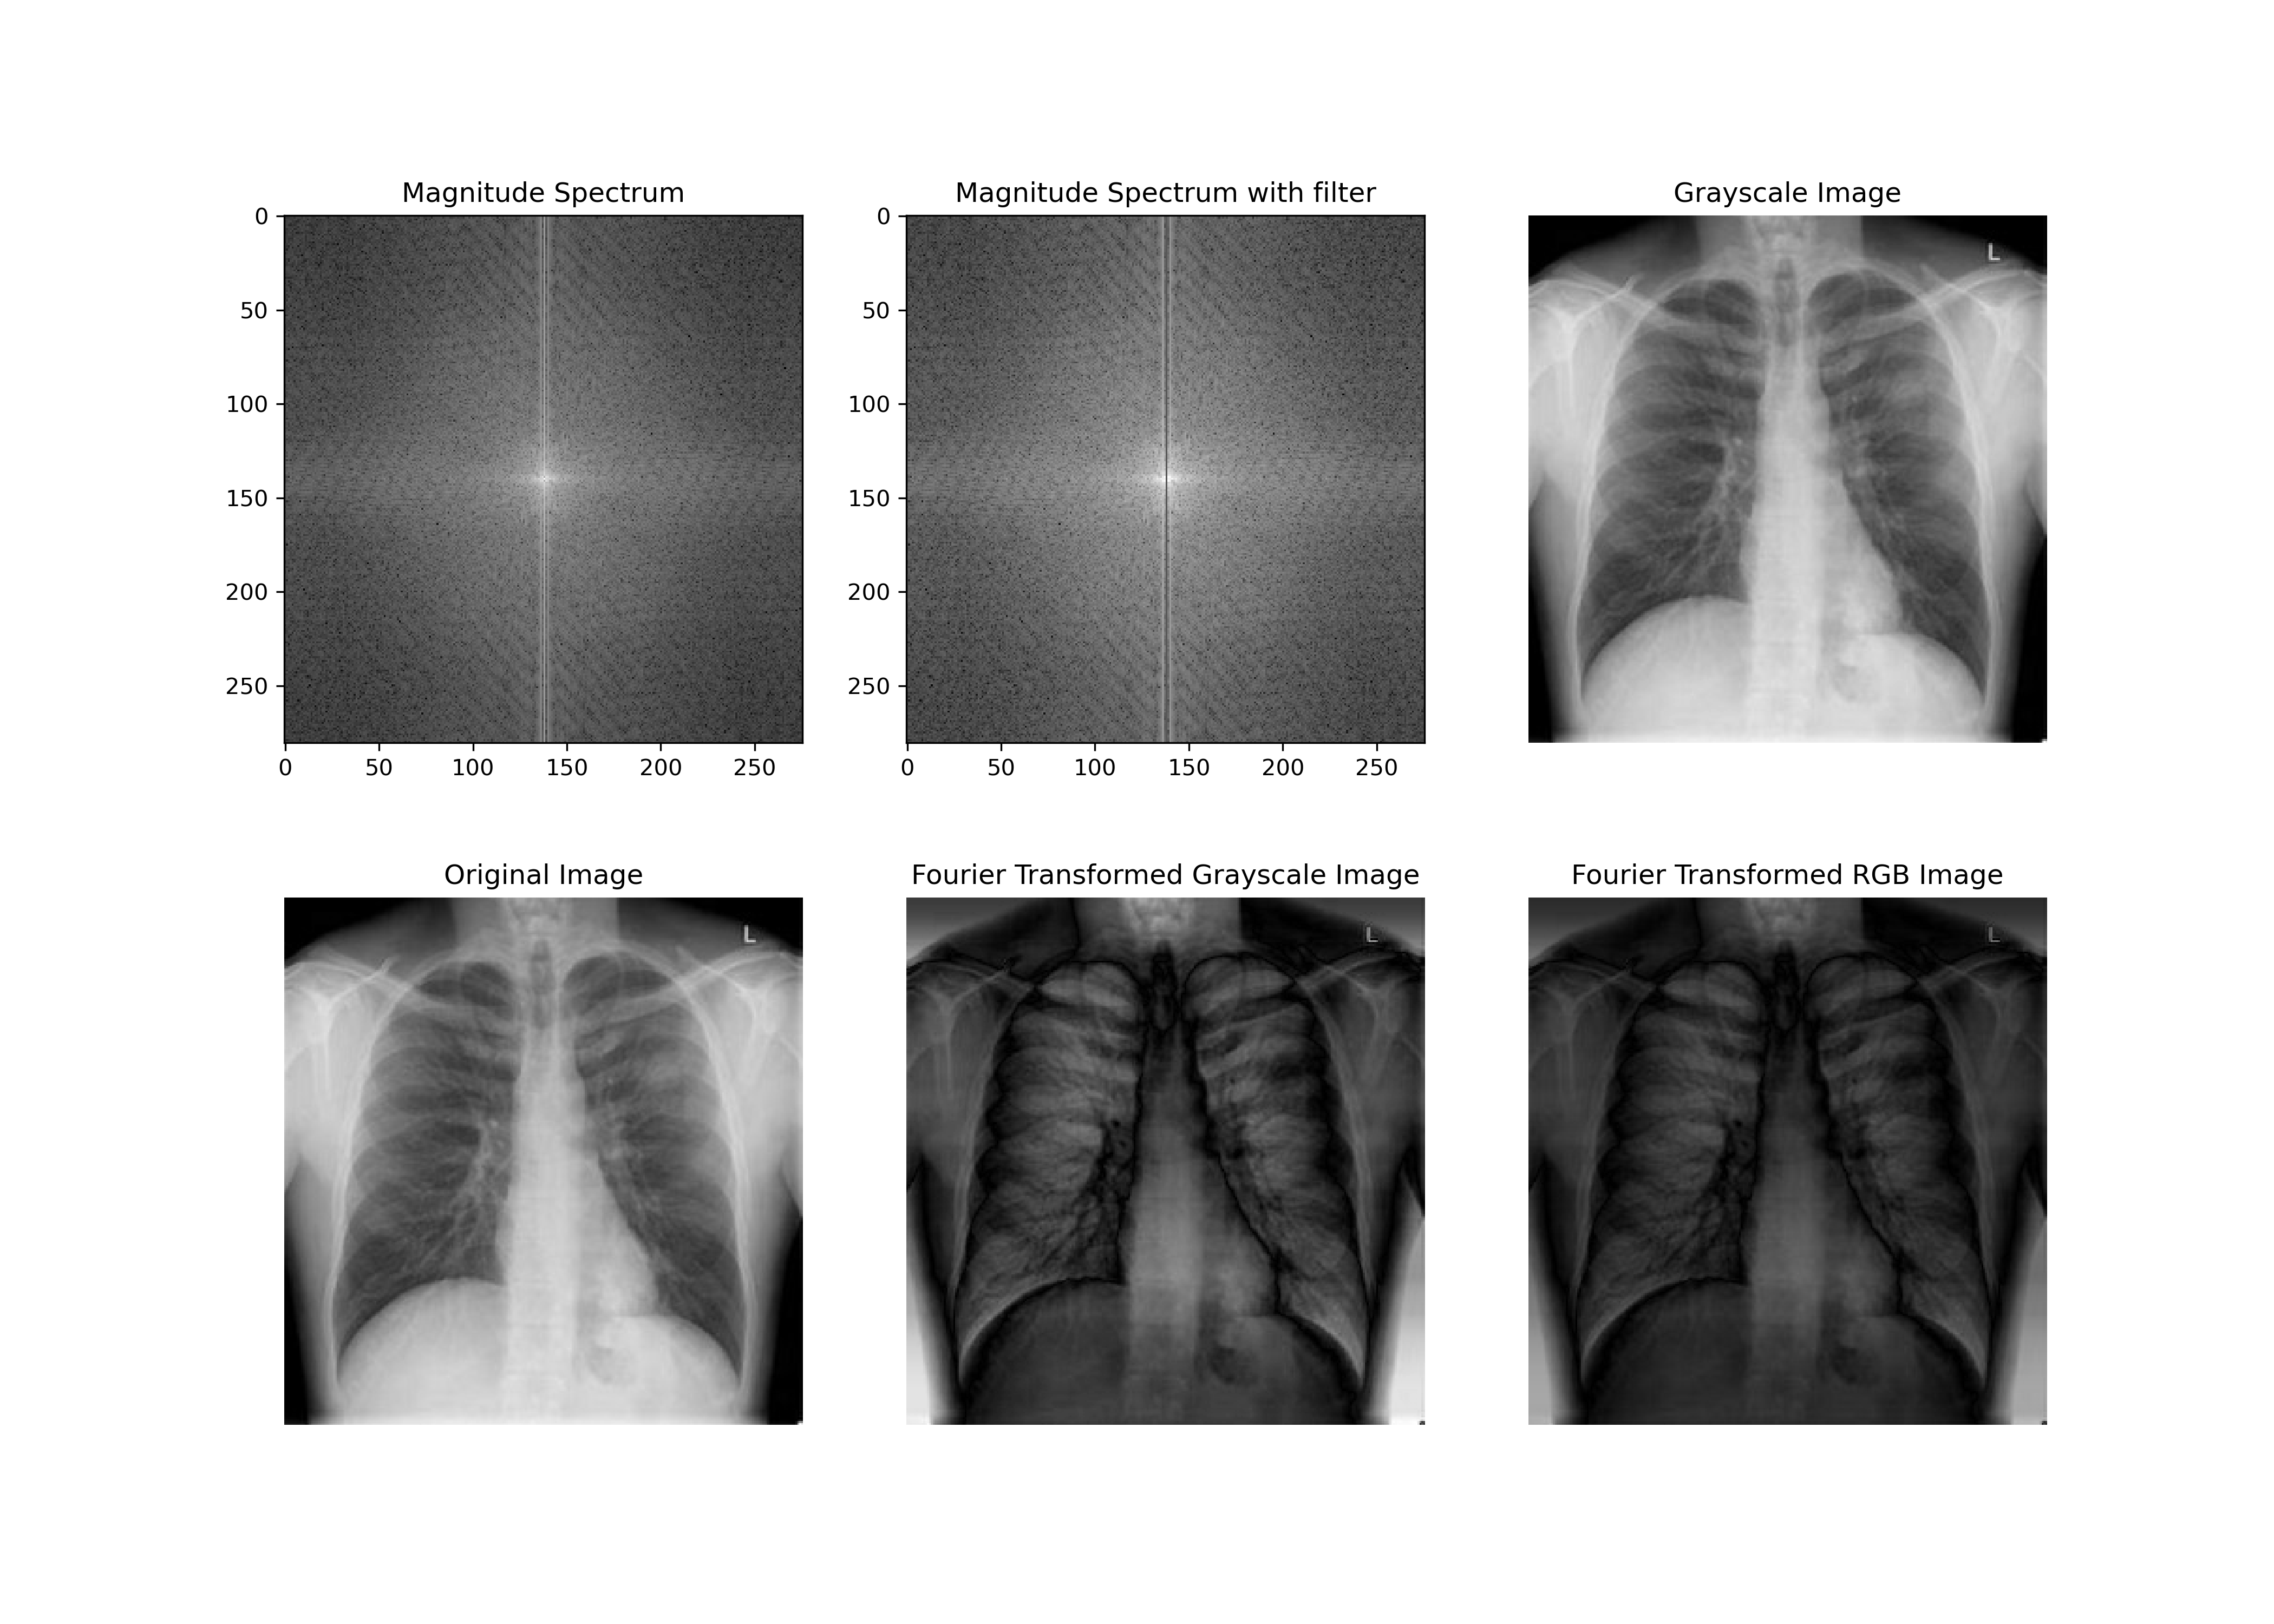 Magnitude Spectrum
Magnitude Spectrum with filter
Grayscale Image
0
50
100
150
200
250
0 50 100 150 200 250
0
50
100
150
200
250
0 50 100 150 200 250
L
Original Image
Fourier Transformed Grayscale Image
Fourier Transformed RGB Image
L
L
L